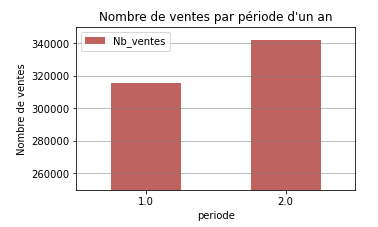 Nombre de ventes par période d'un an
Nb_ventes
Nombre de ventes
340000
320000
300000
280000
260000
1.0
2.0
periode